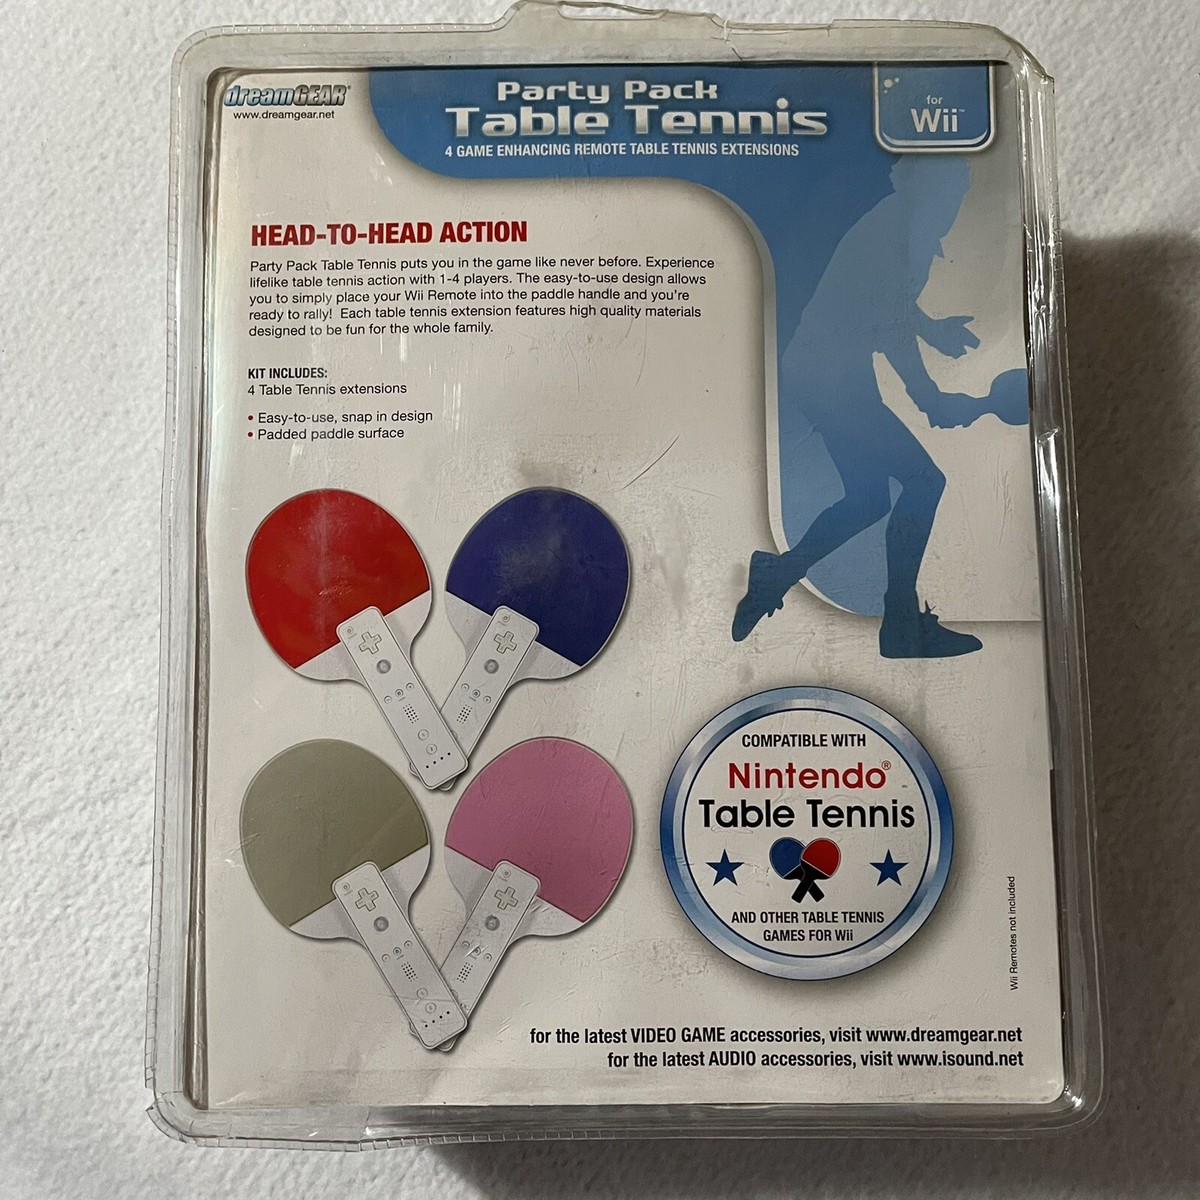 dreamGEAR®
www.dreamgear.net
Party Pack
Table Tennis
4 GAME ENHANCING REMOTE TABLE TENNIS EXTENSIONS
for
Wii™
HEAD-TO-HEAD ACTION
Party Pack Table Tennis puts you in the game like never before. Experience
lifelike table tennis action with 1-4 players. The easy-to-use design allows
you to simply place your Wii Remote into the paddle handle and you're
ready to rally! Each table tennis extension features high quality materials
designed to be fun for the whole family.
KIT INCLUDES:
4 Table Tennis extensions
• Easy-to-use, snap in design
• Padded paddle surface
COMPATIBLE WITH
Nintendo®
Table Tennis
AND OTHER TABLE TENNIS
GAMES FOR Wii
Wii Remotes not included
for the latest VIDEO GAME accessories, visit www.dreamgear.net
for the latest AUDIO accessories, visit www.isound.net